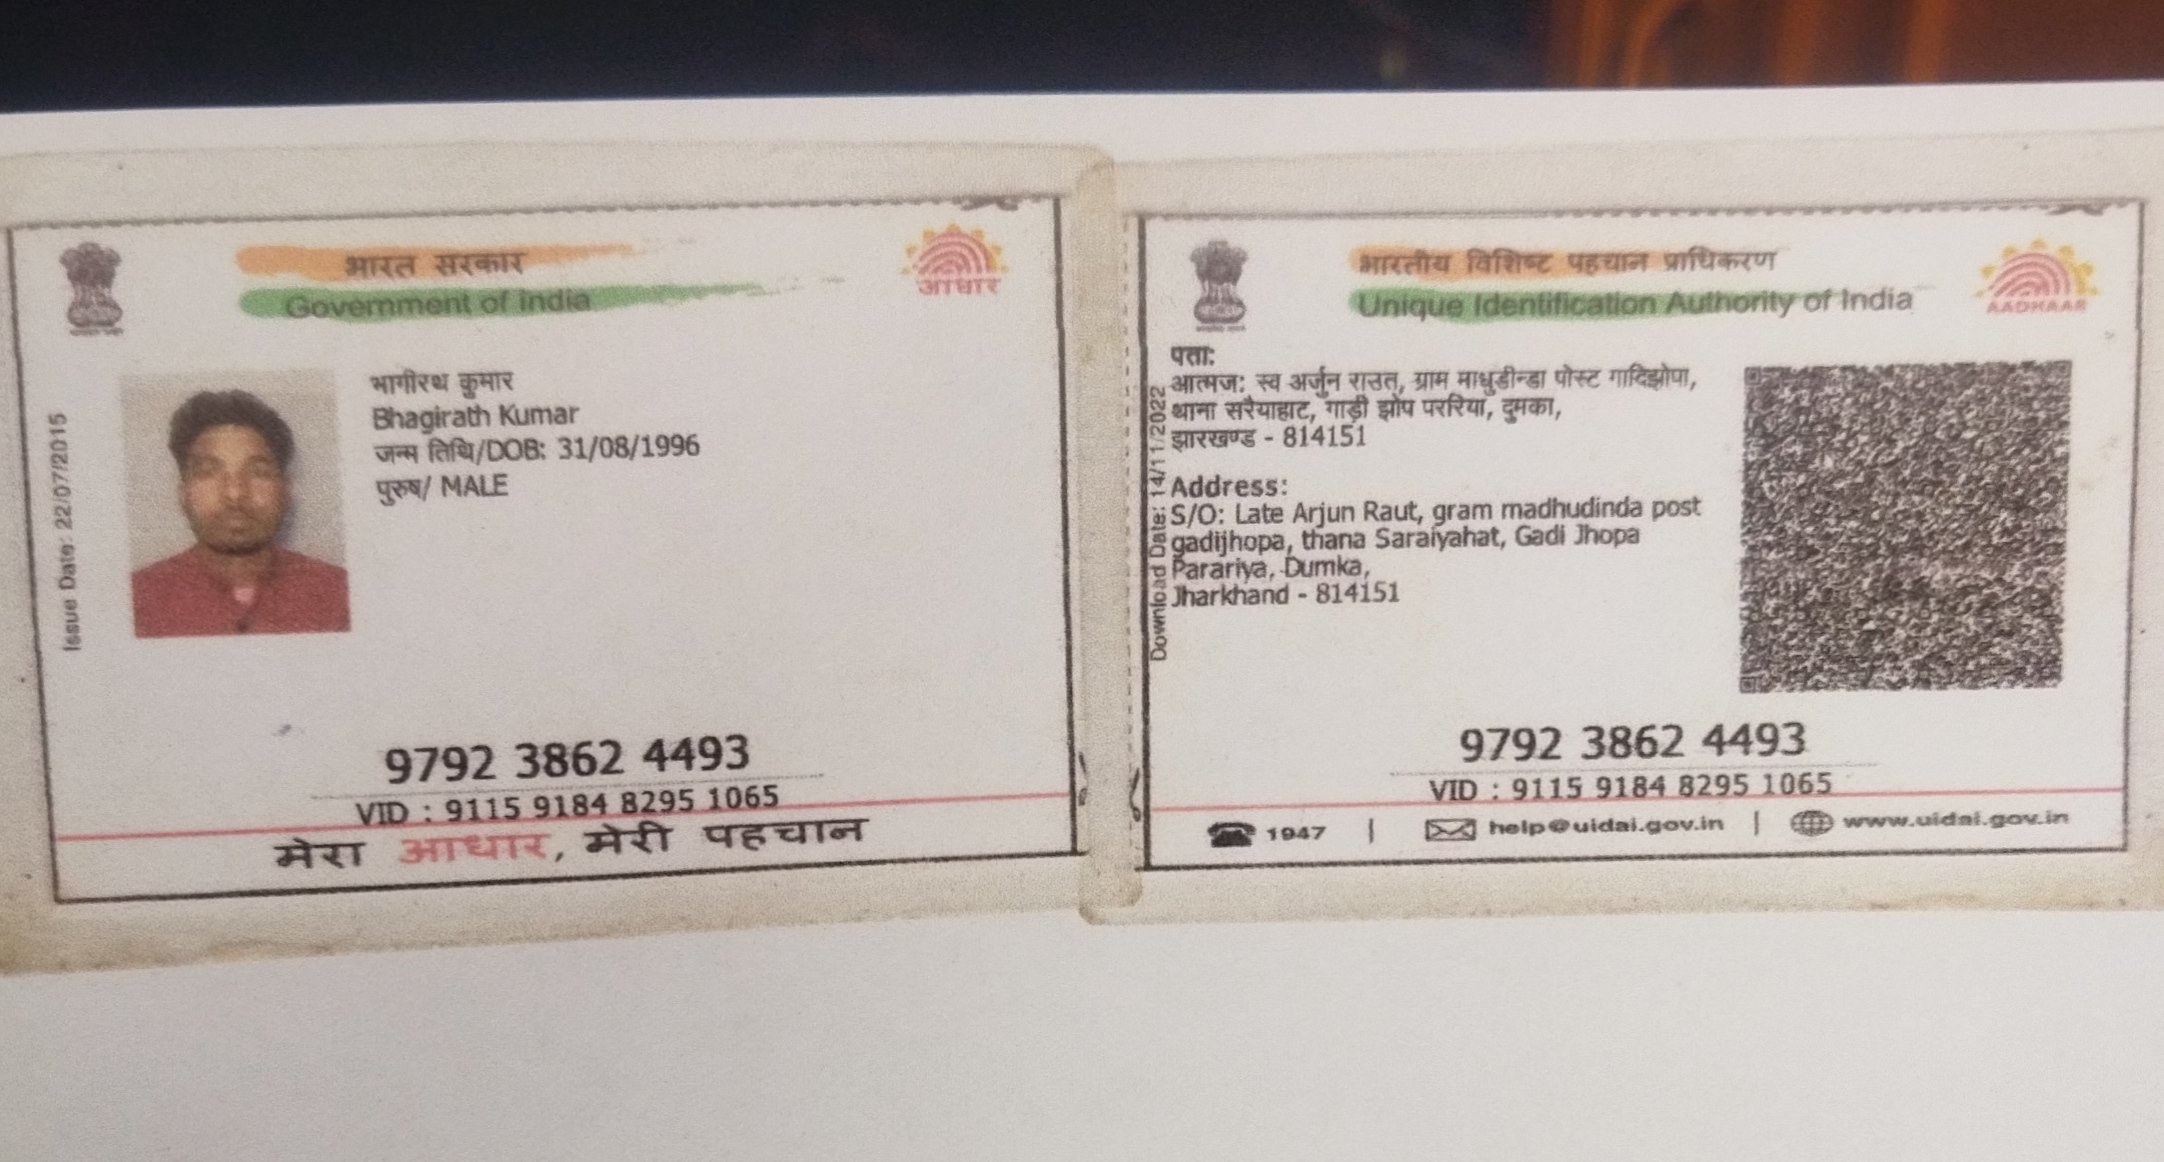 भारत सरकार
Government of India
आधार
Issue Date: 22/07/2015
भागीरथ कुमार
Bhagirath Kumar
जन्म तिथि/DOB: 31/08/1996
पुरुष/ MALE
9792 3862 4493
VID : 9115 9184 8295 1065
मेरा आधार, मेरी पहचान
भारतीय विशिष्ट पहचान प्राधिकरण
Unique Identification Authority of India
AADHAAR
Download Date: 14/11/2022
पता:
आत्मज: स्व अर्जुन राउत, ग्राम माधुडीन्डा पोस्ट गादिझोपा,
थाना सरैयाहाट, गाड़ी झोप पररिया, दुमका,
झारखण्ड - 814151
Address:
S/O: Late Arjun Raut, gram madhudinda post
gadijhopa, thana Saraiyahat, Gadi Jhopa
Parariya, Dumka,
Jharkhand - 814151
9792 3862 4493
VID : 9115 9184 8295 1065
1947 | help@uidai.gov.in | www.uidai.gov.in